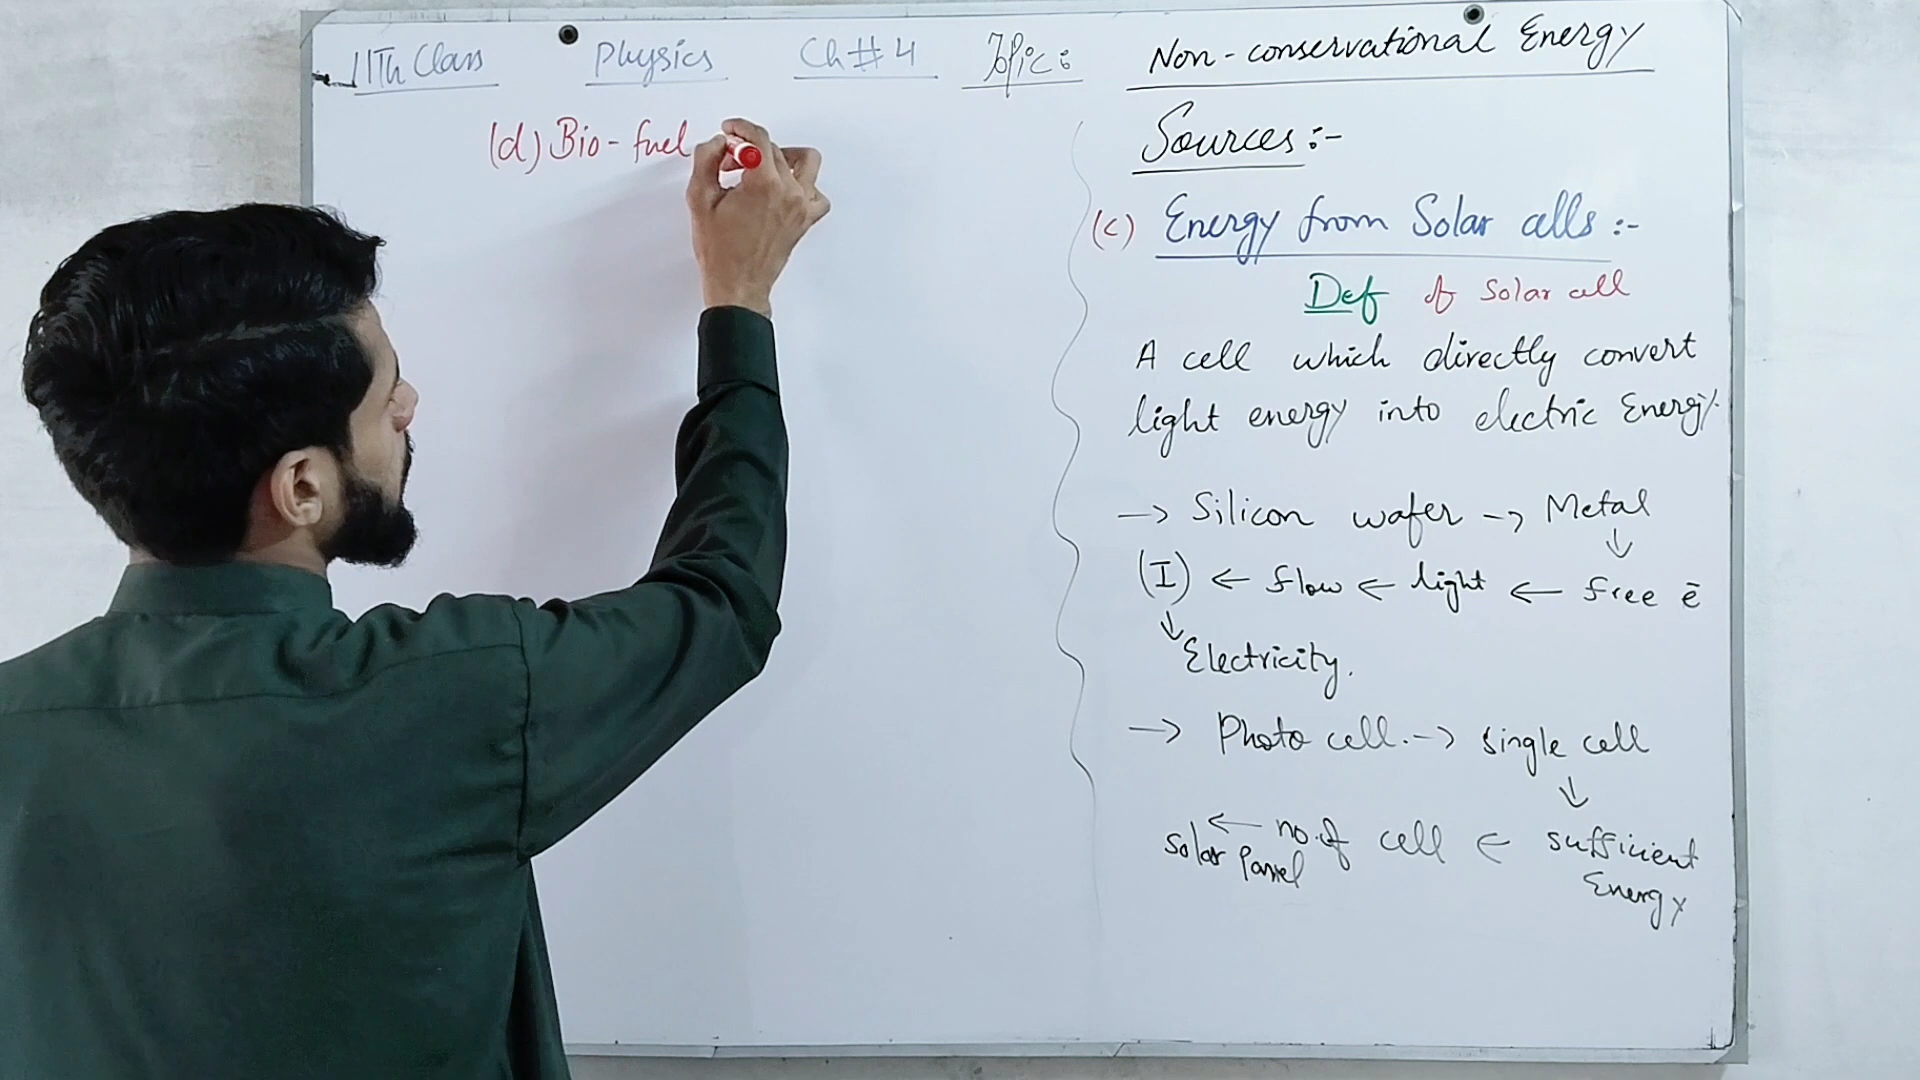 11Th Class Physics Ch # 4 Topic: Non-conservational Energy
Sources:-
(d) Bio-fuel
(c) Energy from Solar cells :-
Def of Solar cell
A cell which directly convert
light energy into electric Energy.
-> Silicon wafer -> Metal
↓
(I) ← flow ← light ← free ē
↓
Electricity.
-> Photo cell. -> single cell
↓
solar Pannel ← no. of cell ← sufficient
Energy